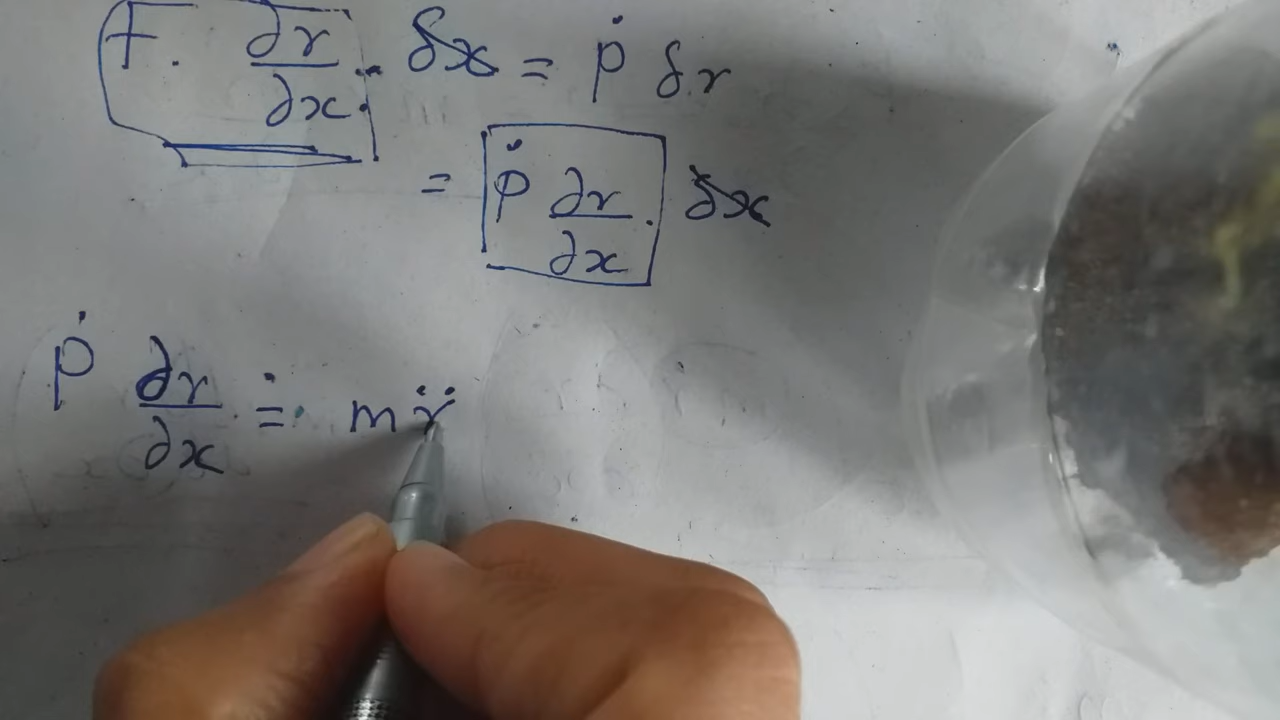 F. ∂r/∂x . δx = ṗ δr
= ṗ ∂r/∂x . δx
ṗ ∂r/∂x = m r̈